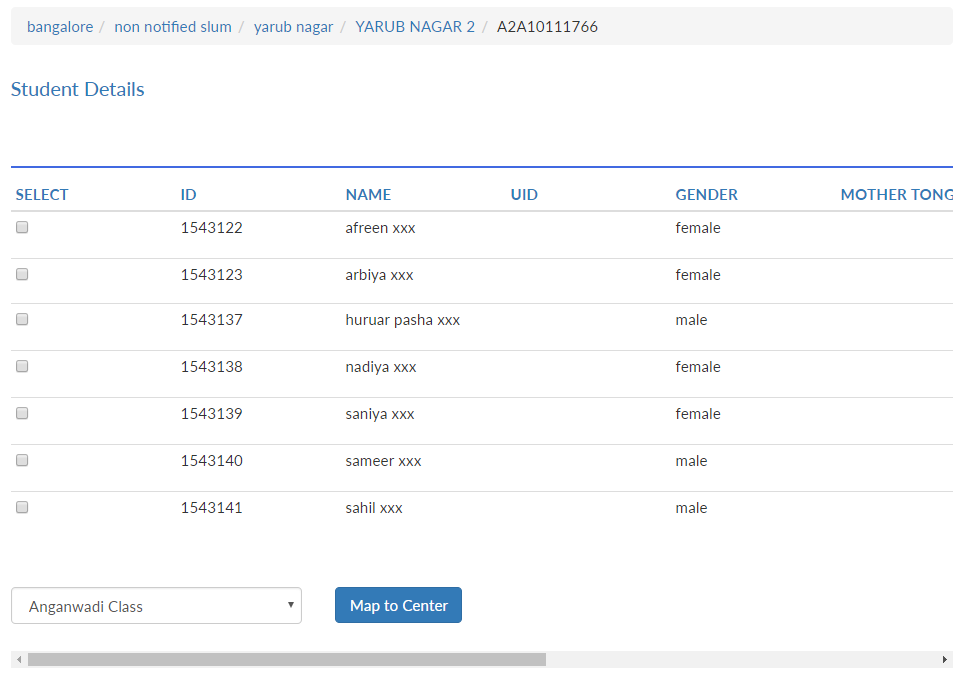 bangalore / non notified slum / yarub nagar / YARUB NAGAR 2 / A2A10111766
Student Details
SELECT ID NAME UID GENDER MOTHER TONG
1543122 afreen xxx female
1543123 arbiya xxx female
1543137 huruar pasha xxx male
1543138 nadiya xxx female
1543139 saniya xxx female
1543140 sameer xxx male
1543141 sahil xxx male
Anganwadi Class Map to Center